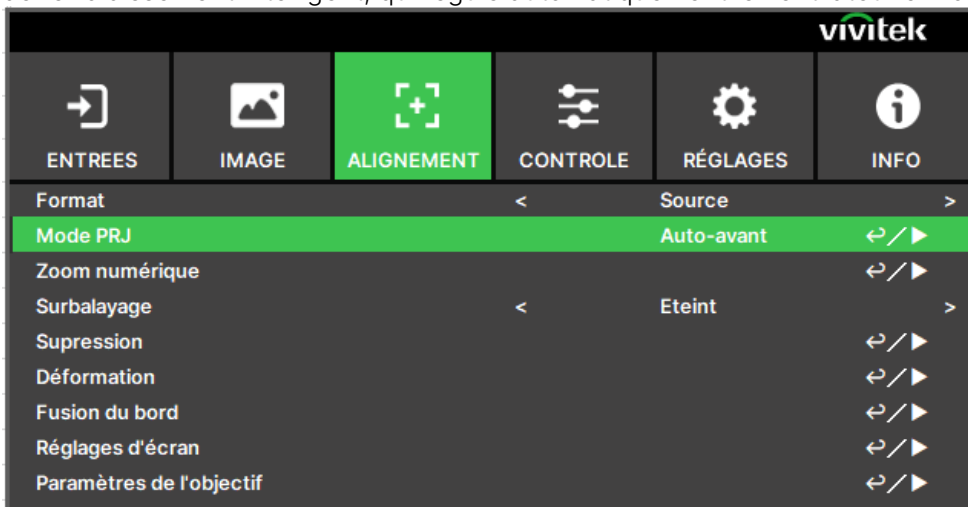 vivitek
ENTREES IMAGE ALIGNEMENT CONTROLE RÉGLAGES INFO
Format < Source >
Mode PRJ Auto-avant ↩/▶
Zoom numérique ↩/▶
Surbalayage < Eteint >
Supression ↩/▶
Déformation ↩/▶
Fusion du bord ↩/▶
Réglages d'écran ↩/▶
Paramètres de l'objectif ↩/▶